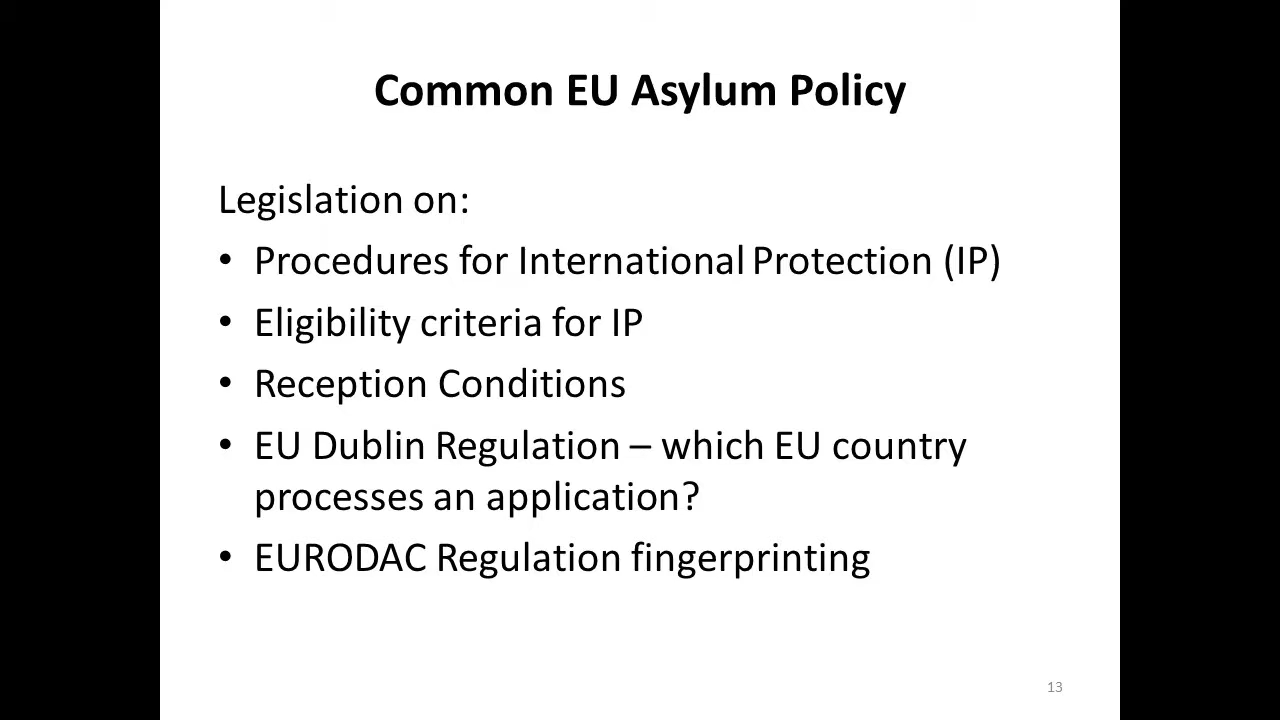 Common EU Asylum Policy
Legislation on:
• Procedures for International Protection (IP)
• Eligibility criteria for IP
• Reception Conditions
• EU Dublin Regulation – which EU country
processes an application?
• EURODAC Regulation fingerprinting
13